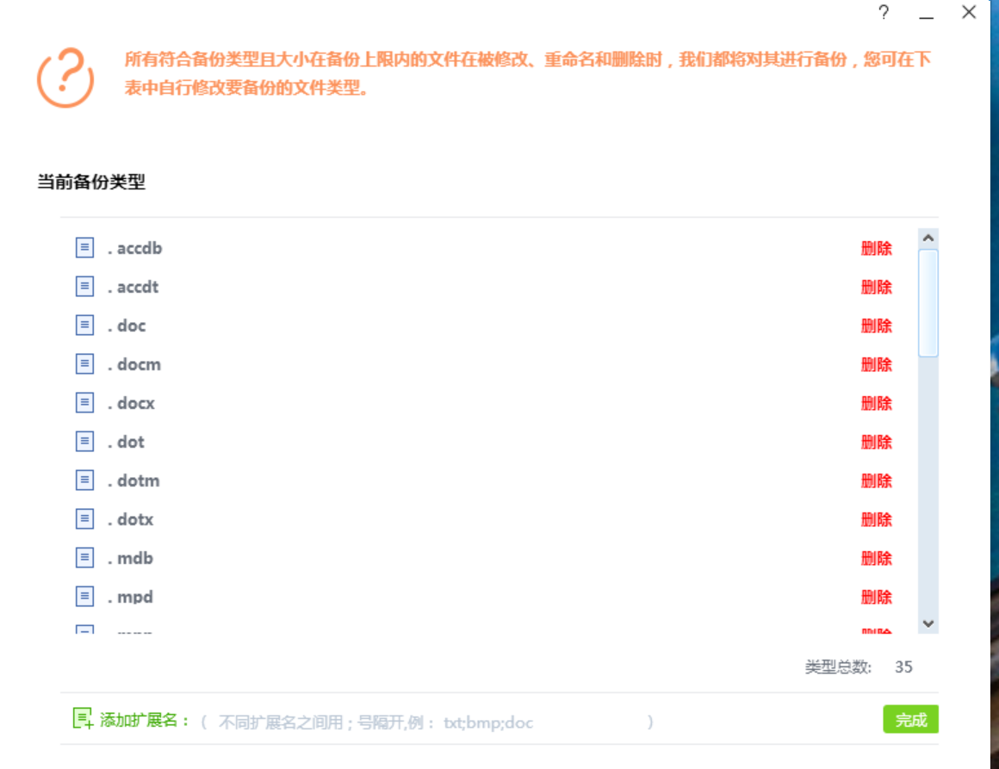 ?
所有符合备份类型且大小在备份上限内的文件在被修改、重命名和删除时，我们都将对其进行备份，您可在下
表中自行修改要备份的文件类型。
当前备份类型
. accdb 删除
. accdt 删除
. doc 删除
. docm 删除
. docx 删除
. dot 删除
. dotm 删除
. dotx 删除
. mdb 删除
. mpd 删除
类型总数: 35
添加扩展名：( 不同扩展名之间用；号隔开,例： txt;bmp;doc ) 完成